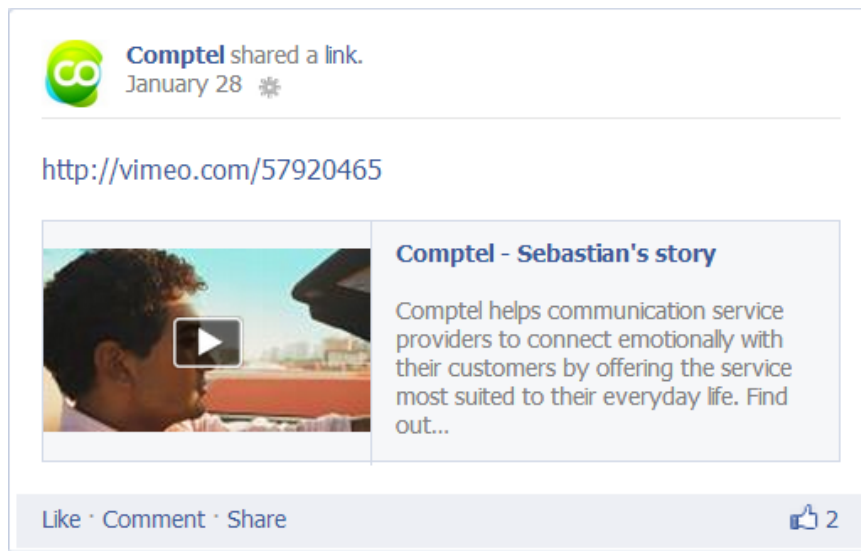 co
Comptel shared a link.
January 28
http://vimeo.com/57920465
Comptel - Sebastian's story
Comptel helps communication service
providers to connect emotionally with
their customers by offering the service
most suited to their everyday life. Find
out...
Like · Comment · Share
2